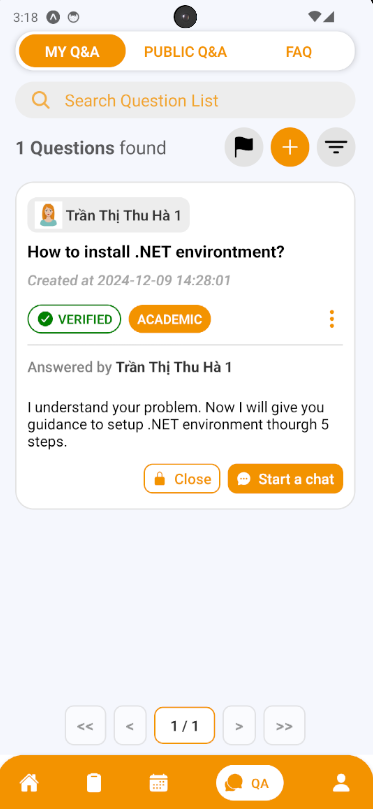 3:18
MY Q&A PUBLIC Q&A FAQ
Search Question List
1 Questions found
Trần Thị Thu Hà 1
How to install .NET environtment?
Created at 2024-12-09 14:28:01
VERIFIED ACADEMIC
Answered by Trần Thị Thu Hà 1
I understand your problem. Now I will give you
guidance to setup .NET environment thourgh 5
steps.
Close Start a chat
<< < 1 / 1 > >>
QA